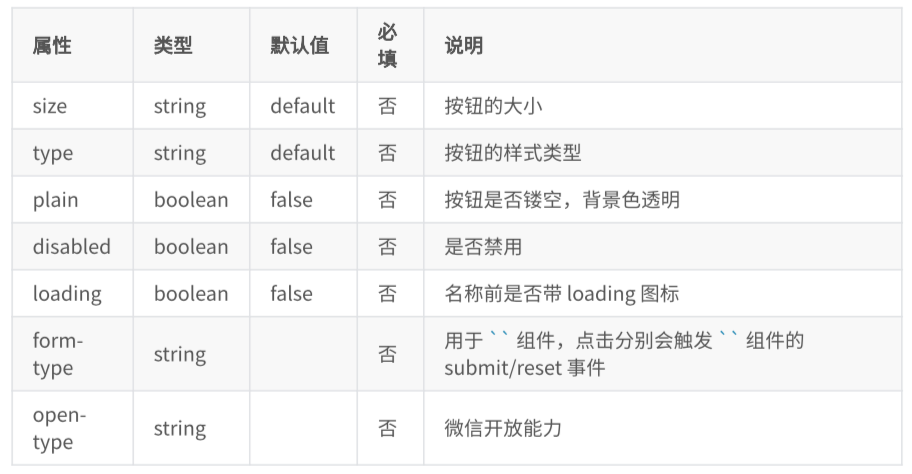 属性 类型 默认值 必填 说明
size string default 否 按钮的大小
type string default 否 按钮的样式类型
plain boolean false 否 按钮是否镂空，背景色透明
disabled boolean false 否 是否禁用
loading boolean false 否 名称前是否带 loading 图标
form-
type string 否 用于 `` 组件，点击分别会触发 `` 组件的
submit/reset 事件
open-
type string 否 微信开放能力